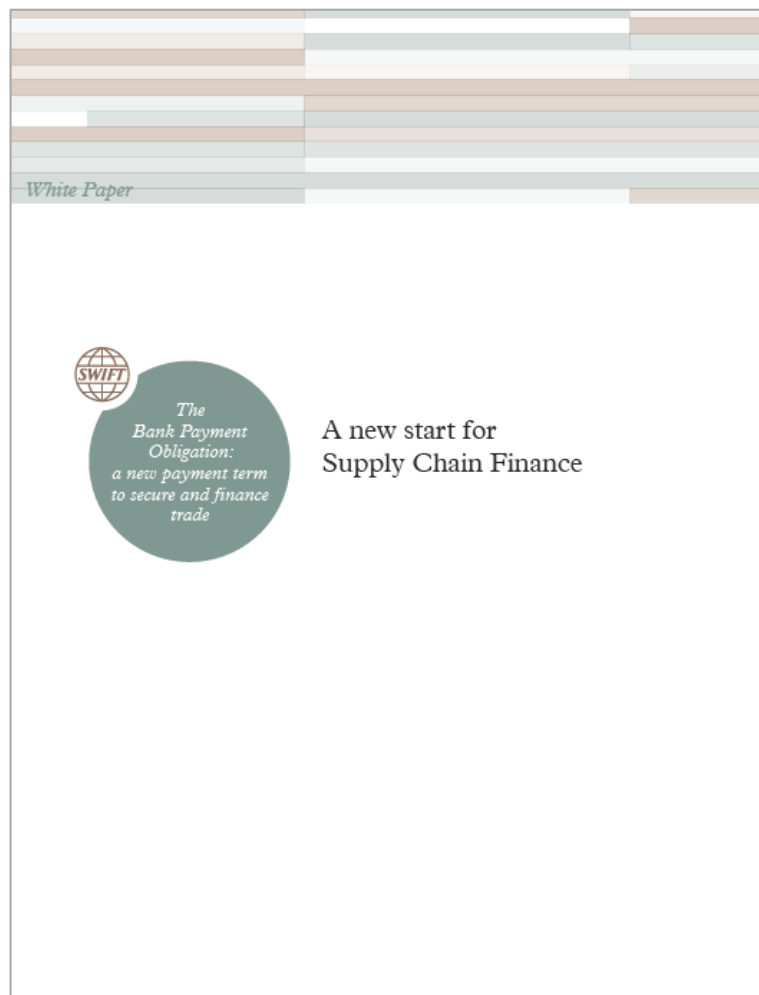 White Paper
SWIFT
The
Bank Payment
Obligation:
a new payment term
to secure and finance
trade
A new start for
Supply Chain Finance